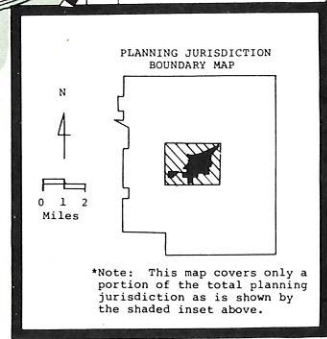 PLANNING JURISDICTION
BOUNDARY MAP
N
0 1 2
Miles
*Note: This map covers only a
portion of the total planning
jurisdiction as is shown by
the shaded inset above.